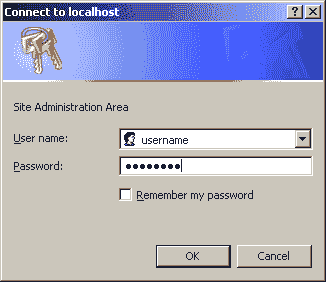 Connect to localhost
Site Administration Area
User name:
username
Password:
••••••••
Remember my password
OK
Cancel